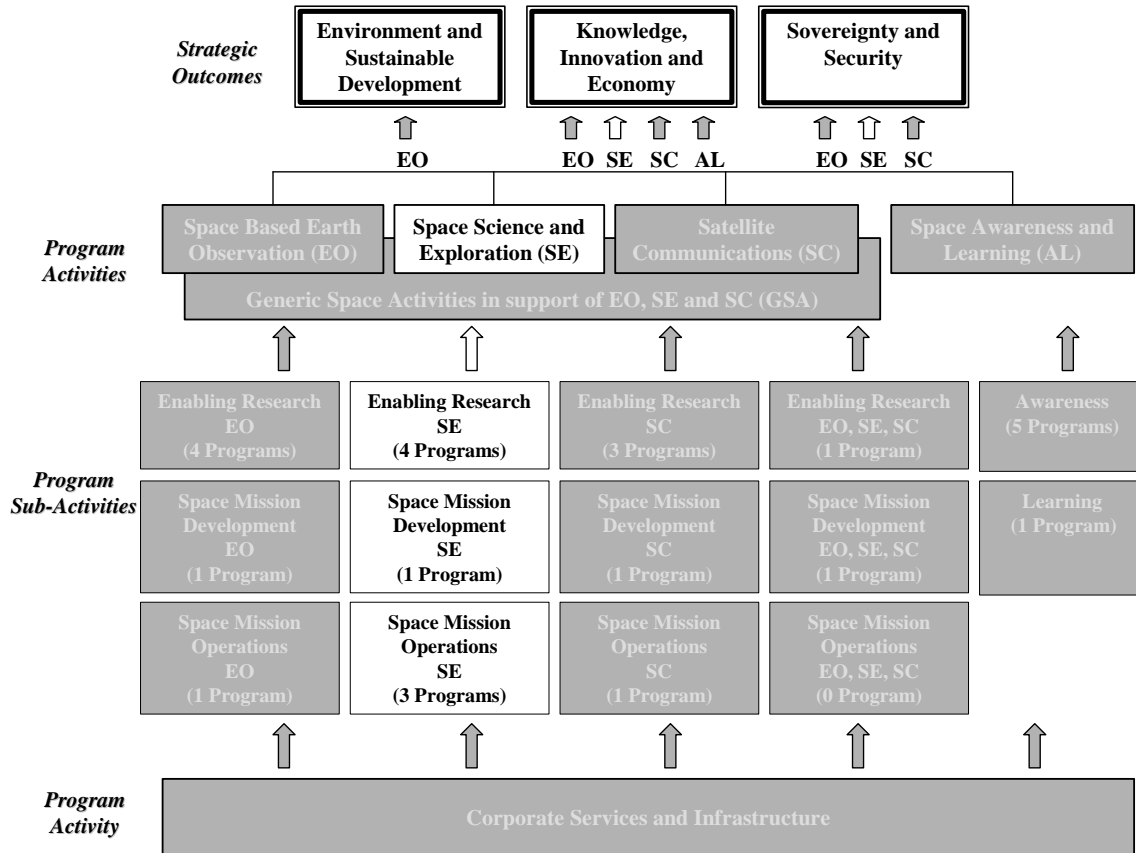 Strategic
Outcomes
Environment and
Sustainable
Development
Knowledge,
Innovation and
Economy
Sovereignty and
Security
EO
EO SE SC AL
EO SE SC
Program
Activities
Space Based Earth
Observation (EO)
Space Science and
Exploration (SE)
Satellite
Communications (SC)
Space Awareness and
Learning (AL)
Generic Space Activities in support of EO, SE and SC (GSA)
Program
Sub-Activities
Enabling Research
EO
(4 Programs)
Enabling Research
SE
(4 Programs)
Enabling Research
SC
(3 Programs)
Enabling Research
EO, SE, SC
(1 Program)
Awareness
(5 Programs)
Space Mission
Development
EO
(1 Program)
Space Mission
Development
SE
(1 Program)
Space Mission
Development
SC
(1 Program)
Space Mission
Development
EO, SE, SC
(1 Program)
Learning
(1 Program)
Space Mission
Operations
EO
(1 Program)
Space Mission
Operations
SE
(3 Programs)
Space Mission
Operations
SC
(1 Program)
Space Mission
Operations
EO, SE, SC
(0 Program)
Program
Activity
Corporate Services and Infrastructure